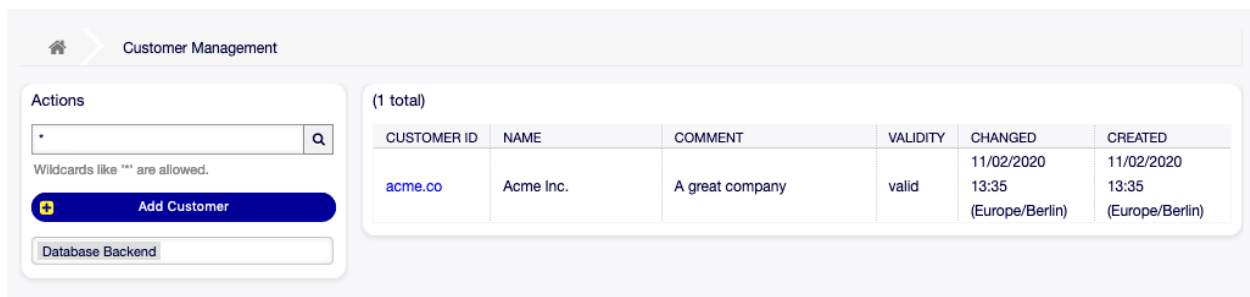 Customer Management
Actions
*
Wildcards like '*' are allowed.
Add Customer
Database Backend
(1 total)
CUSTOMER ID NAME COMMENT VALIDITY CHANGED CREATED
acme.co Acme Inc. A great company valid 11/02/2020 13:35 (Europe/Berlin) 11/02/2020 13:35 (Europe/Berlin)